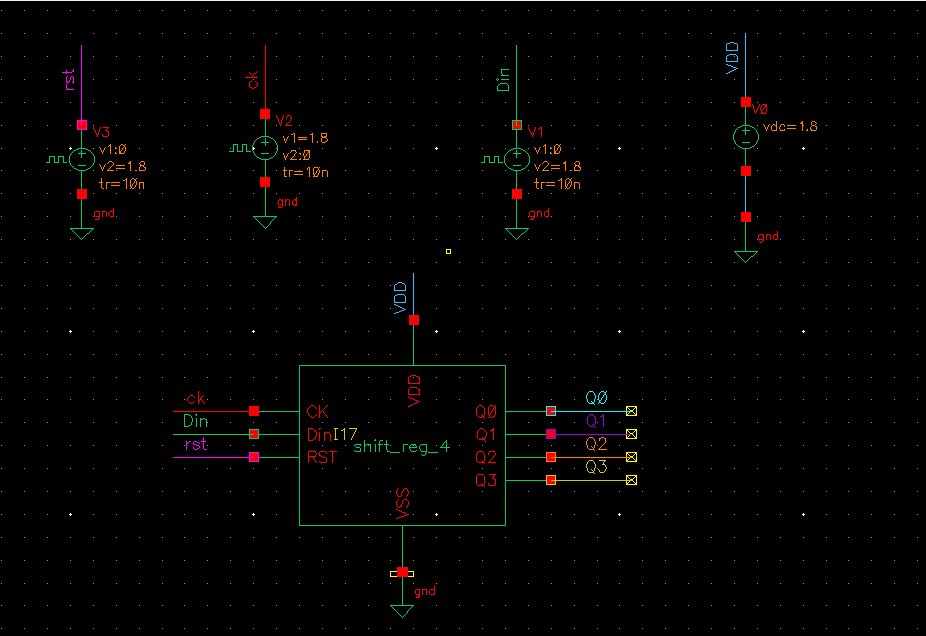 rst
V3
v1:0
v2=1.8
tr=10n
gnd
ck
V2
v1=1.8
v2:0
tr=10n
gnd
Din
V1
v1:0
v2=1.8
tr=10n
gnd
VDD
V0
vdc=1.8
gnd
VDD
VDD
ck
Din
rst
CK
Din
RST
I17
shift_reg_4
Q0
Q1
Q2
Q3
Q0
Q1
Q2
Q3
VSS
gnd